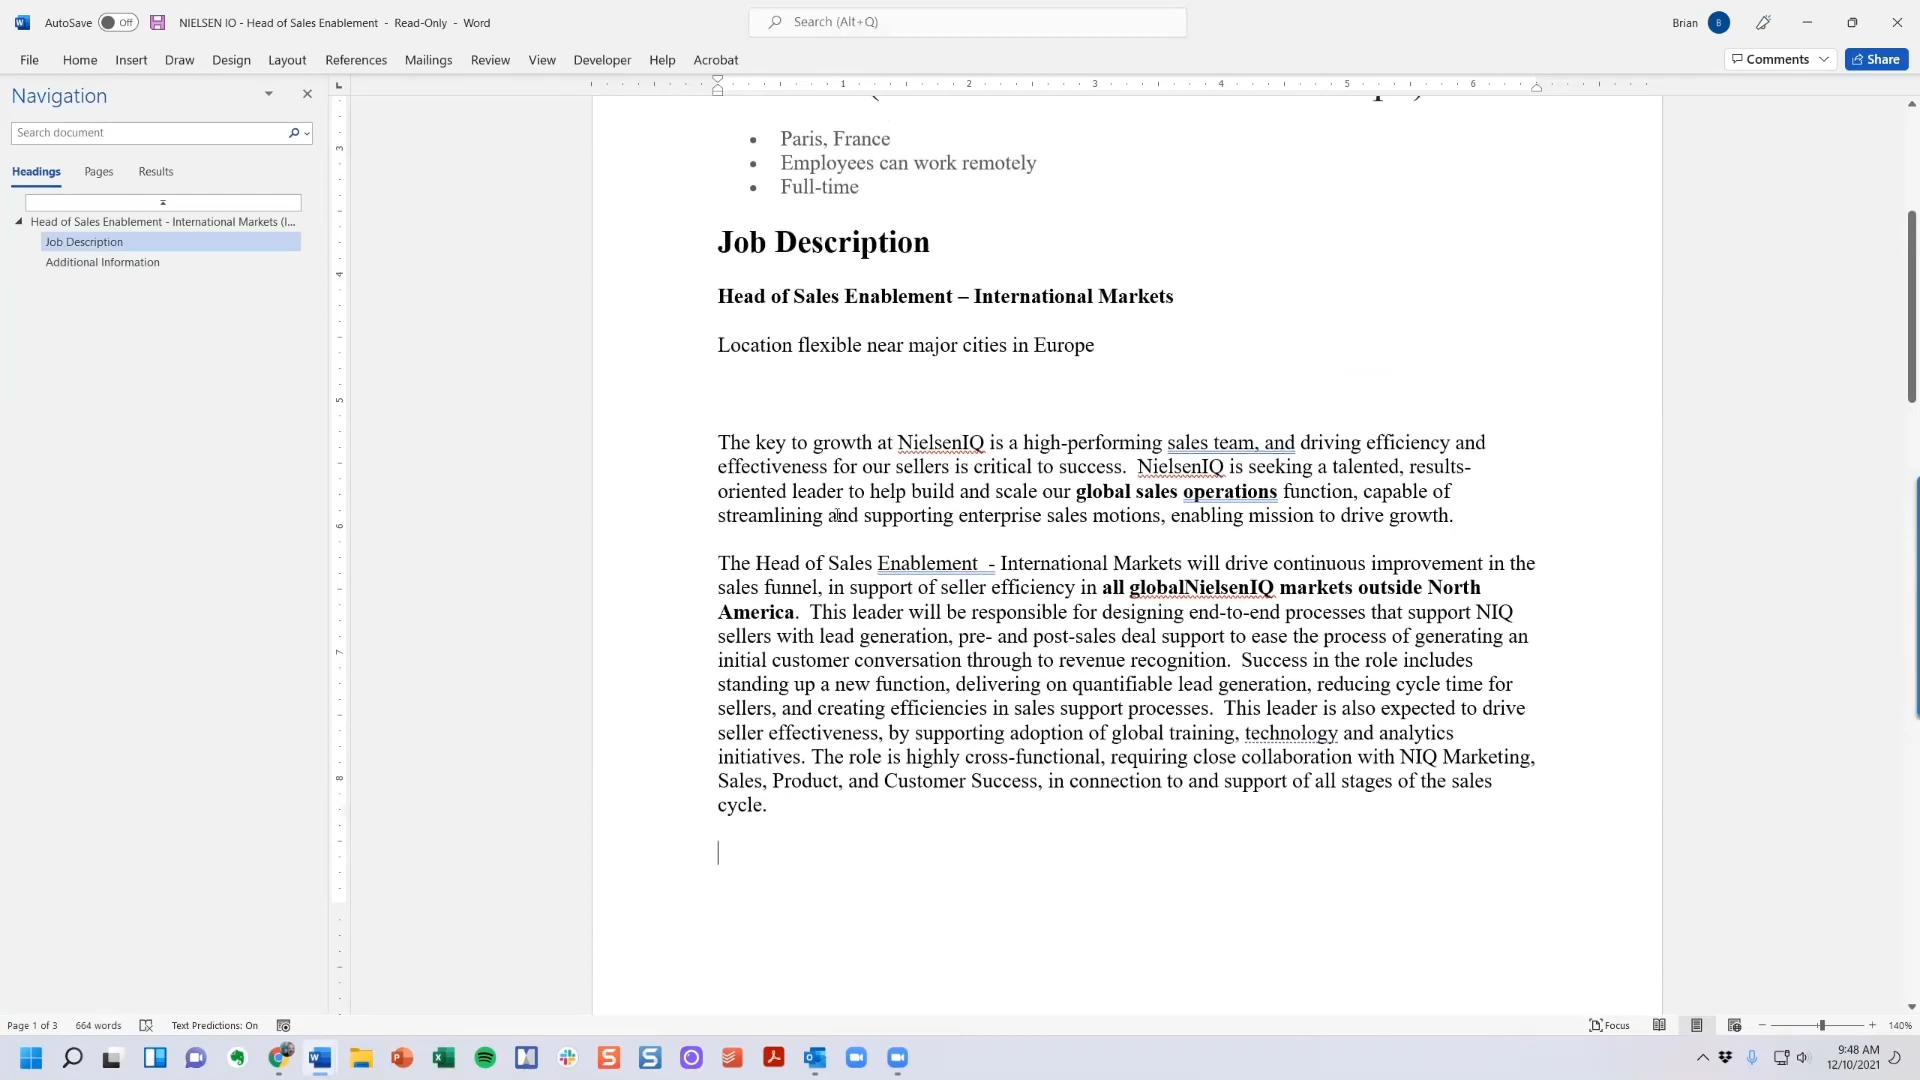 AutoSave Off NIELSEN IO - Head of Sales Enablement - Read-Only - Word Search (Alt+Q) Brian B
File Home Insert Draw Design Layout References Mailings Review View Developer Help Acrobat Comments Share
Navigation
Search document
Headings Pages Results
Head of Sales Enablement - International Markets (I...
Job Description
Additional Information
1 2 3 4 5 6
3
4
5
6
7
8
• Paris, France
• Employees can work remotely
• Full-time
Job Description
Head of Sales Enablement – International Markets
Location flexible near major cities in Europe
The key to growth at NielsenIQ is a high-performing sales team, and driving efficiency and
effectiveness for our sellers is critical to success.  NielsenIQ is seeking a talented, results-
oriented leader to help build and scale our global sales operations function, capable of
streamlining and supporting enterprise sales motions, enabling mission to drive growth.
The Head of Sales Enablement  - International Markets will drive continuous improvement in the
sales funnel, in support of seller efficiency in all globalNielsenIQ markets outside North
America.  This leader will be responsible for designing end-to-end processes that support NIQ
sellers with lead generation, pre- and post-sales deal support to ease the process of generating an
initial customer conversation through to revenue recognition.  Success in the role includes
standing up a new function, delivering on quantifiable lead generation, reducing cycle time for
sellers, and creating efficiencies in sales support processes.  This leader is also expected to drive
seller effectiveness, by supporting adoption of global training, technology and analytics
initiatives. The role is highly cross-functional, requiring close collaboration with NIQ Marketing,
Sales, Product, and Customer Success, in connection to and support of all stages of the sales
cycle.
Page 1 of 3 664 words Text Predictions: On Focus 140%
9:48 AM
12/10/2021